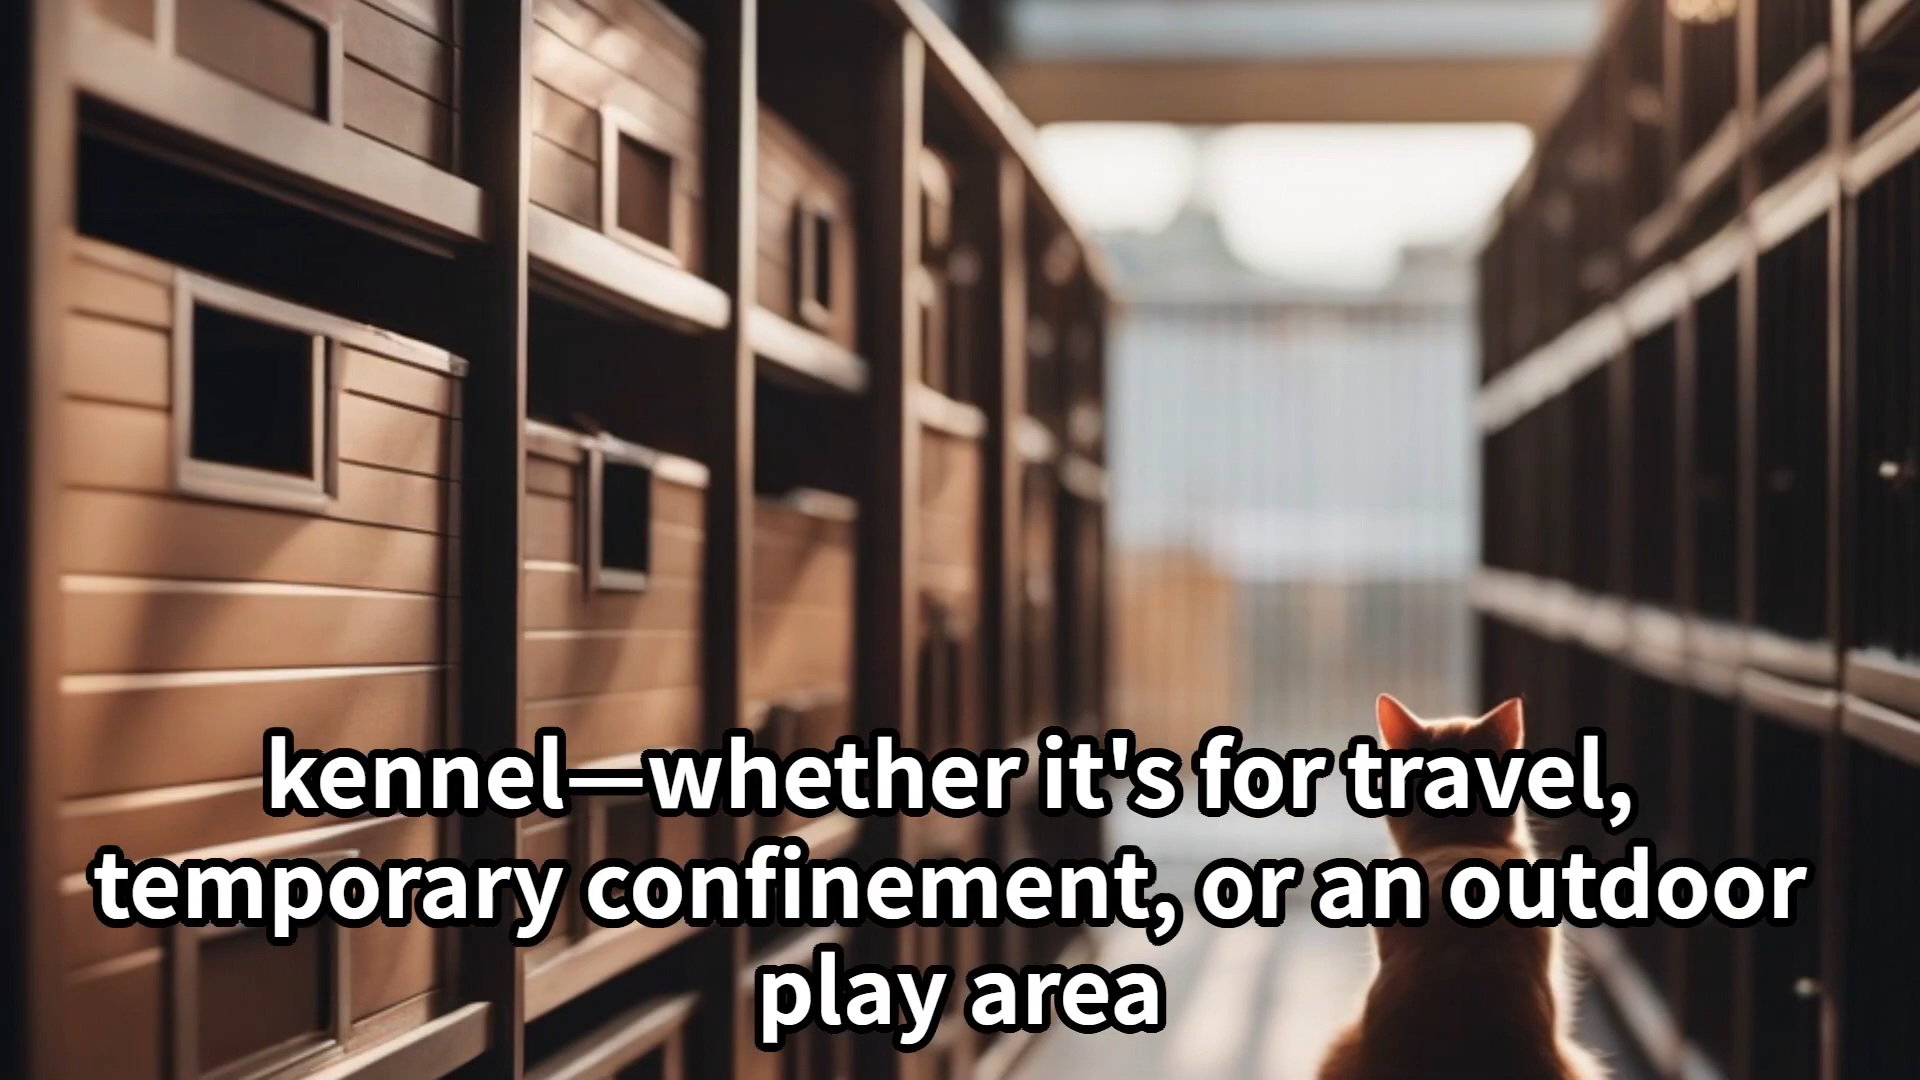 kennel—whether it's for travel,
temporary confinement, or an outdoor
play area